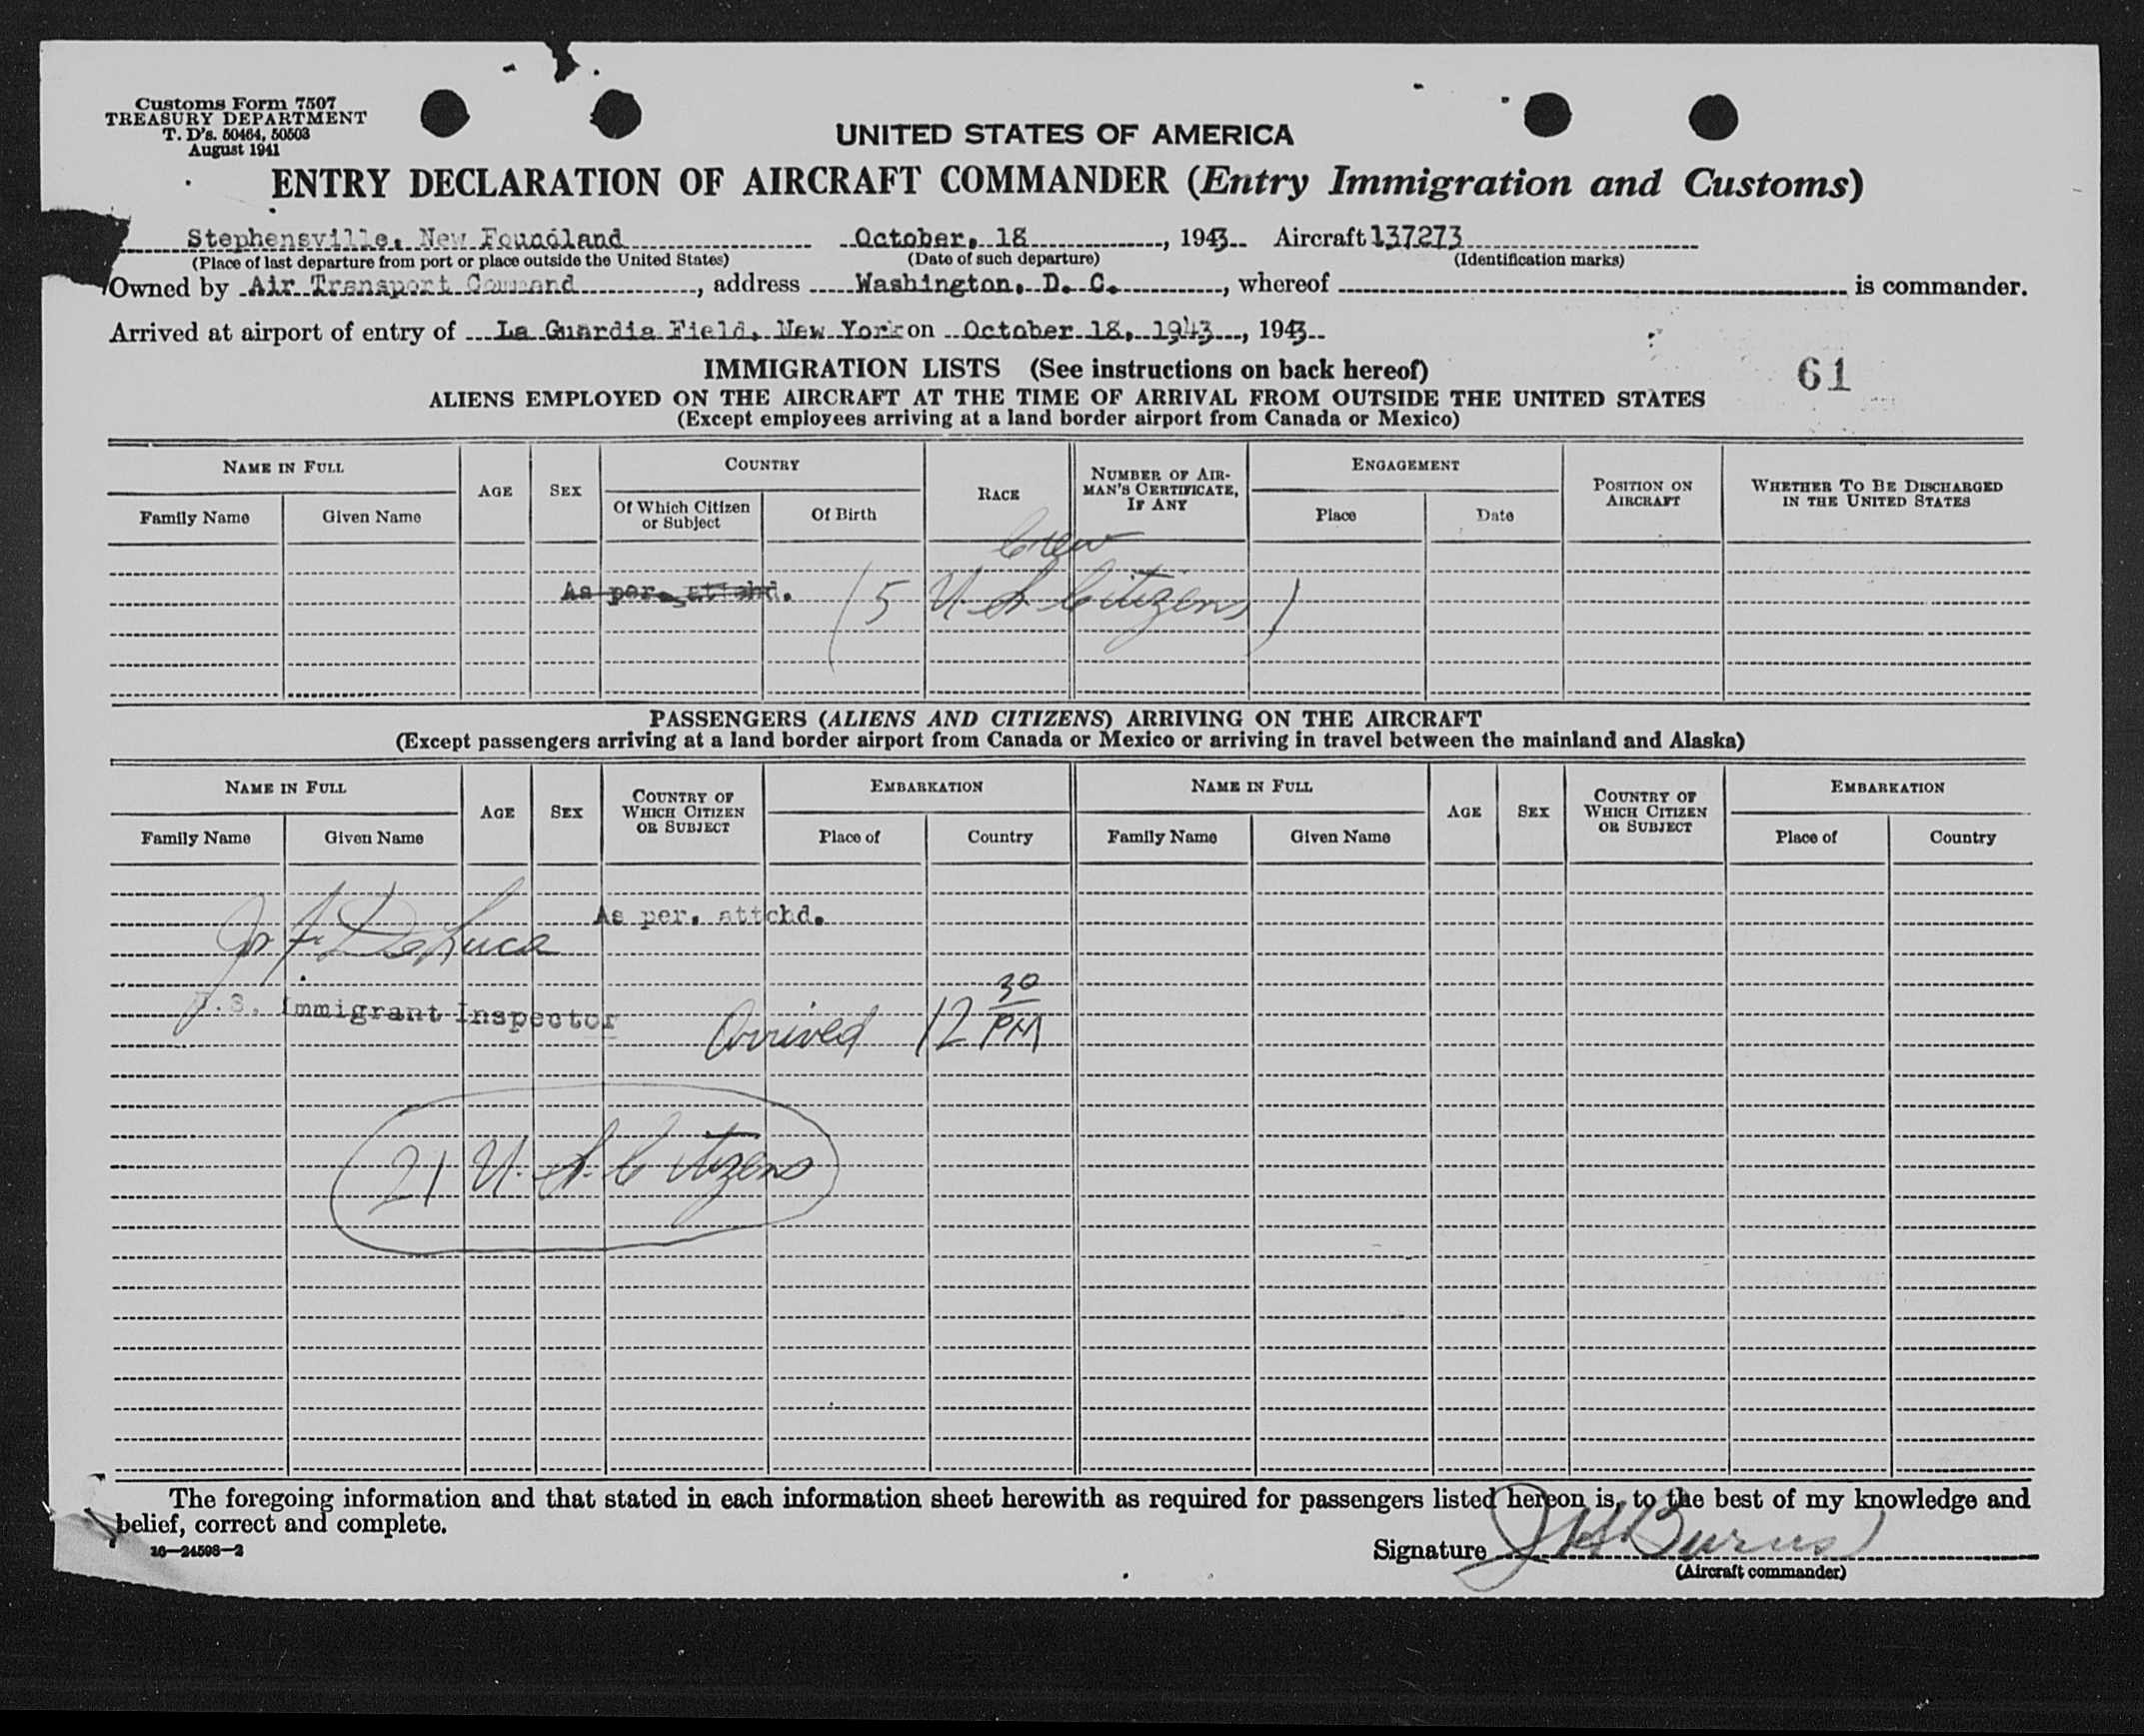 Customs Form 7507
TREASURY DEPARTMENT
T. D's. 50464, 50503
August 1941
UNITED STATES OF AMERICA
ENTRY DECLARATION OF AIRCRAFT COMMANDER (Entry Immigration and Customs)
Stephensville, New Foundland October, 18, 1943 Aircraft 137273
(Place of last departure from port or place outside the United States) (Date of such departure) (Identification marks)
Owned by Air Transport Command, address Washington, D. C., whereof is commander.
Arrived at airport of entry of La Guardia Field, New York on October 18, 1943, 1943
IMMIGRATION LISTS (See instructions on back hereof)
61
ALIENS EMPLOYED ON THE AIRCRAFT AT THE TIME OF ARRIVAL FROM OUTSIDE THE UNITED STATES
(Except employees arriving at a land border airport from Canada or Mexico)
NAME IN FULL AGE SEX COUNTRY RACE NUMBER OF AIRMAN'S CERTIFICATE, IF ANY ENGAGEMENT POSITION ON AIRCRAFT WHETHER TO BE DISCHARGED IN THE UNITED STATES
Family Name Given Name Of Which Citizen or Subject Of Birth Place Date
Crew
As per. attchd. (5 U. S. Citizens)
PASSENGERS (ALIENS AND CITIZENS) ARRIVING ON THE AIRCRAFT
(Except passengers arriving at a land border airport from Canada or Mexico or arriving in travel between the mainland and Alaska)
NAME IN FULL AGE SEX COUNTRY OF WHICH CITIZEN OR SUBJECT EMBARKATION NAME IN FULL AGE SEX COUNTRY OF WHICH CITIZEN OR SUBJECT EMBARKATION
Family Name Given Name Place of Country Family Name Given Name Place of Country
As per. attchd.
DeLuca
U.S. Immigrant Inspector
Arrived 12 30 PM
21 U. S. Citizens
The foregoing information and that stated in each information sheet herewith as required for passengers listed hereon is, to the best of my knowledge and
belief, correct and complete.
16—24598-2
Signature J H Burns
(Aircraft commander)